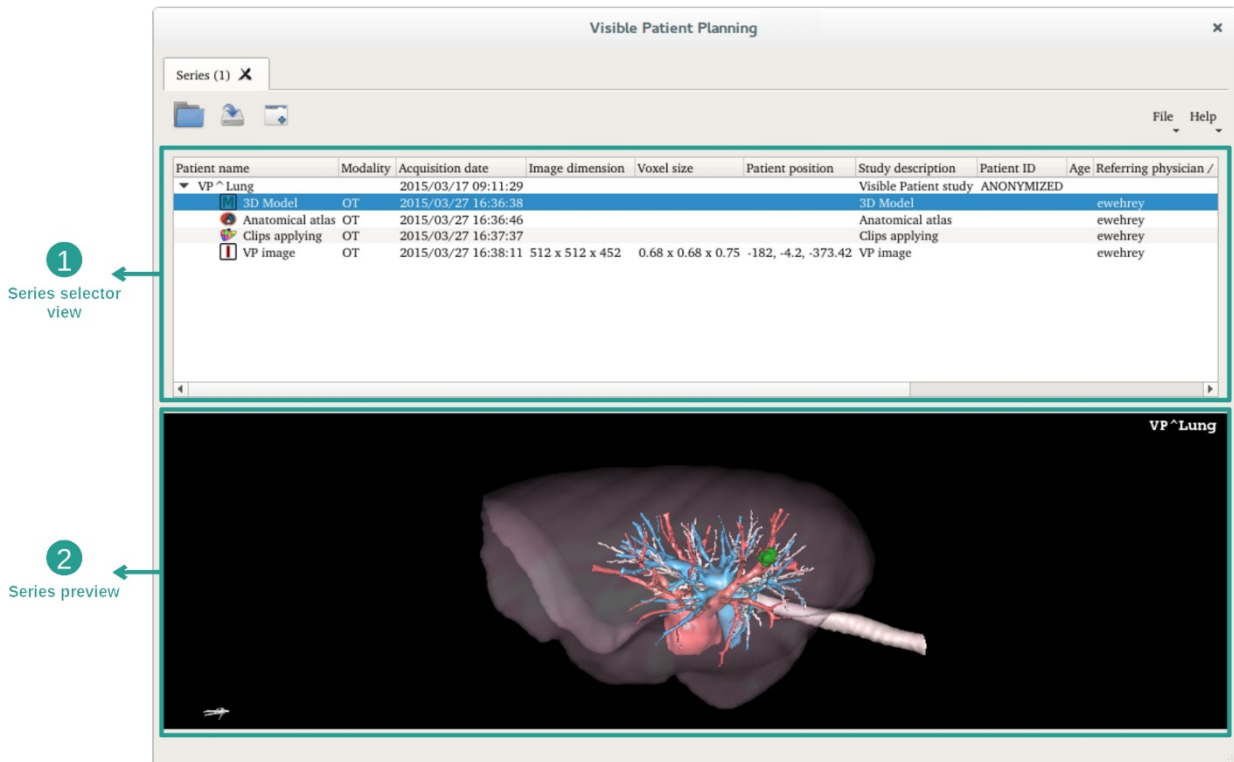 Visible Patient Planning
Series (1)
File Help
Patient name Modality Acquisition date Image dimension Voxel size Patient position Study description Patient ID Age Referring physician /
VP^Lung 2015/03/17 09:11:29 Visible Patient study ANONYMIZED
M 3D Model OT 2015/03/27 16:36:38 3D Model ewehrey
Anatomical atlas OT 2015/03/27 16:36:46 Anatomical atlas ewehrey
Clips applying OT 2015/03/27 16:37:37 Clips applying ewehrey
I VP image OT 2015/03/27 16:38:11 512 x 512 x 452 0.68 x 0.68 x 0.75 -182, -4.2, -373.42 VP image ewehrey
1
Series selector
view
VP^Lung
2
Series preview